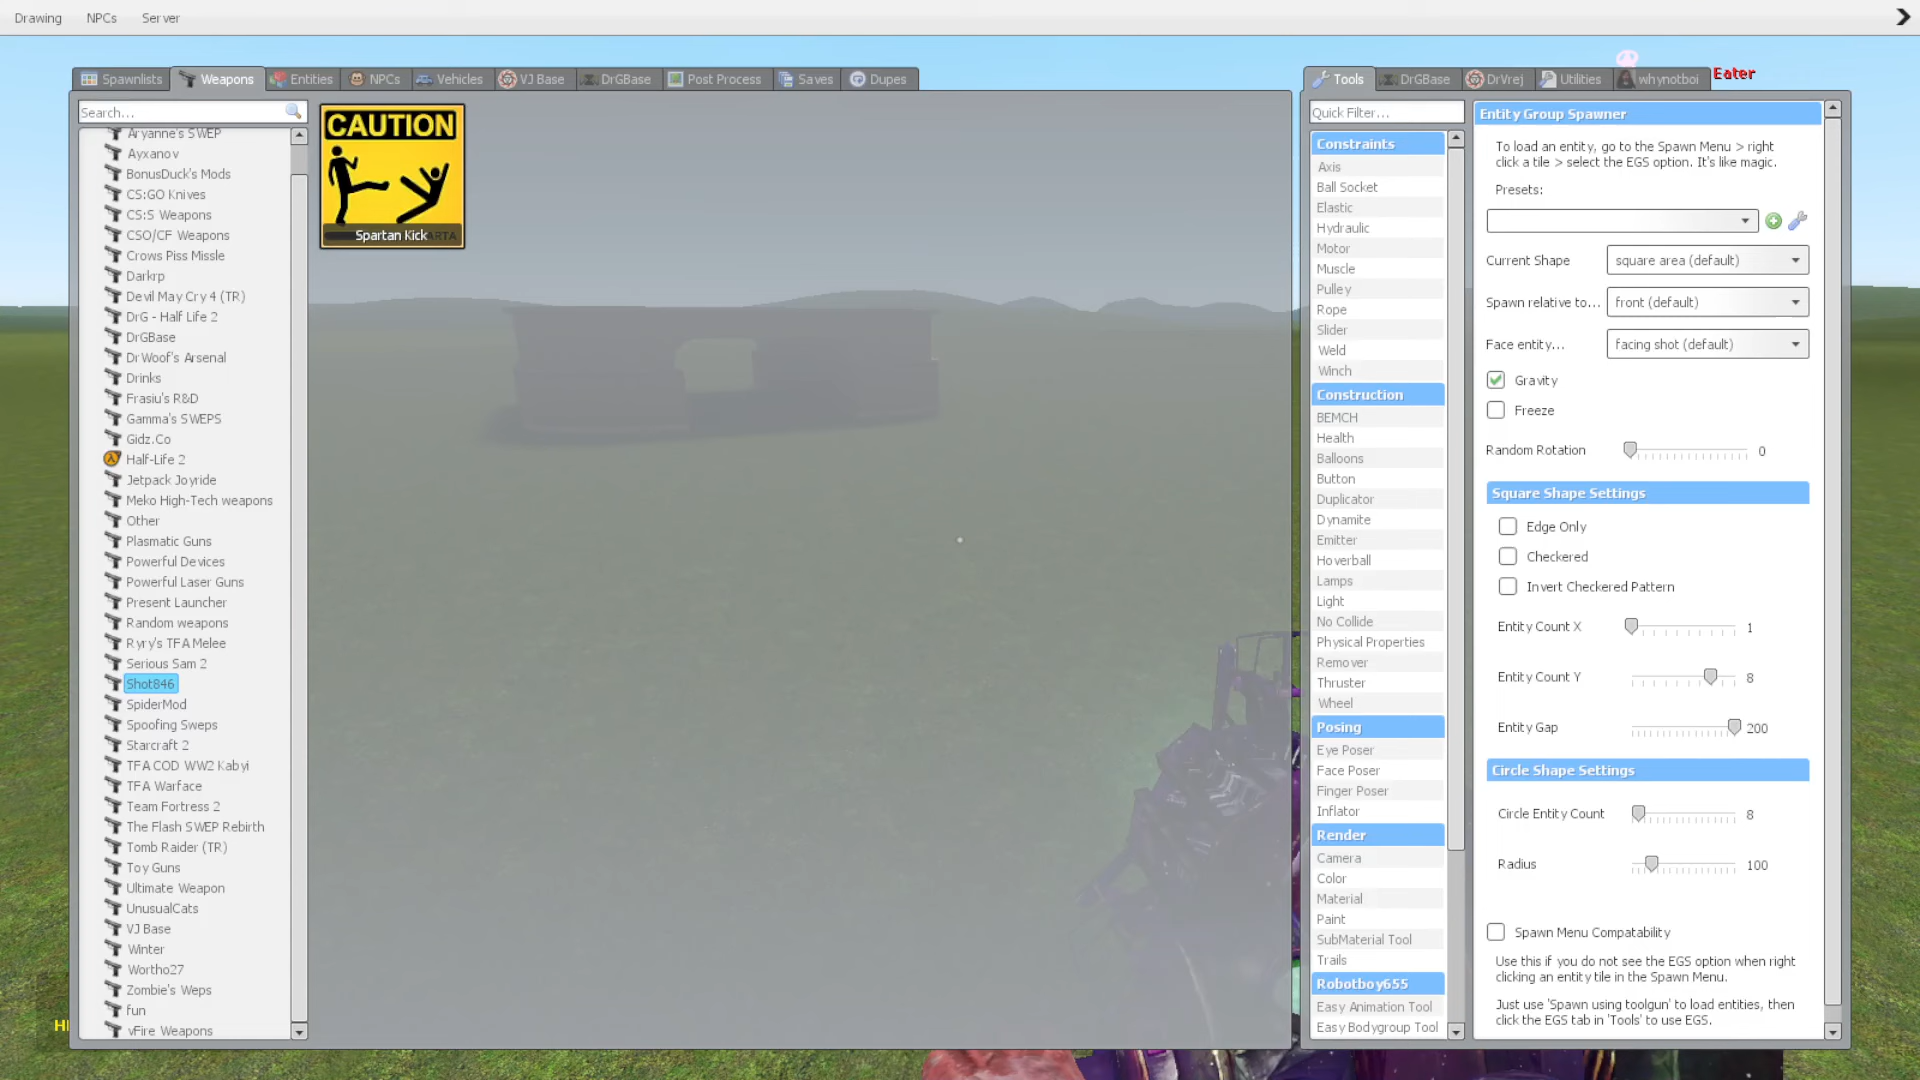 Drawing NPCs Server
Spawnlists Weapons Entities NPCs Vehicles VJ Base DrGBase Post Process Saves Dupes
Tools DrGBase DrVrej Utilities whynotboi
Eater
Search...
Aryanne's SWEP
Ayxanov
BonusDuck's Mods
CS:GO Knives
CS:S Weapons
CSO/CF Weapons
Crows Piss Missle
Darkrp
Devil May Cry 4 (TR)
DrG - Half Life 2
DrGBase
DrWoof's Arsenal
Drinks
Frasiu's R&D
Gamma's SWEPS
Gidz.Co
Half-Life 2
Jetpack Joyride
Meko High-Tech weapons
Other
Plasmatic Guns
Powerful Devices
Powerful Laser Guns
Present Launcher
Random weapons
Ryry's TFA Melee
Serious Sam 2
Shot846
SpiderMod
Spoofing Sweps
Starcraft 2
TFA COD WW2 Kabyi
TFA Warface
Team Fortress 2
The Flash SWEP Rebirth
Tomb Raider (TR)
Toy Guns
Ultimate Weapon
UnusualCats
VJ Base
Winter
Wortho27
Zombie's Weps
fun
vFire Weapons
CAUTION
Spartan Kick
Quick Filter...
Constraints
Axis
Ball Socket
Elastic
Hydraulic
Motor
Muscle
Pulley
Rope
Slider
Weld
Winch
Construction
BEMCH
Health
Balloons
Button
Duplicator
Dynamite
Emitter
Hoverball
Lamps
Light
No Collide
Physical Properties
Remover
Thruster
Wheel
Posing
Eye Poser
Face Poser
Finger Poser
Inflator
Render
Camera
Color
Material
Paint
SubMaterial Tool
Trails
Robotboy655
Easy Animation Tool
Easy Bodygroup Tool
Entity Group Spawner
To load an entity, go to the Spawn Menu > right
click a tile > select the EGS option. It's like magic.
Presets:
Current Shape square area (default)
Spawn relative to... front (default)
Face entity... facing shot (default)
Gravity
Freeze
Random Rotation 0
Square Shape Settings
Edge Only
Checkered
Invert Checkered Pattern
Entity Count X 1
Entity Count Y 8
Entity Gap 200
Circle Shape Settings
Circle Entity Count 8
Radius 100
Spawn Menu Compatability
Use this if you do not see the EGS option when right
clicking an entity tile in the Spawn Menu.
Just use 'Spawn using toolgun' to load entities, then
click the EGS tab in 'Tools' to use EGS.